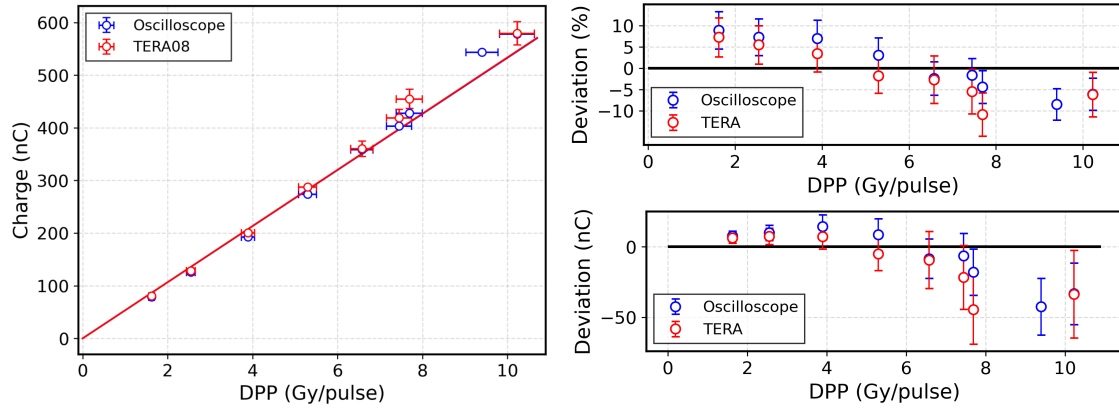 Charge (nC)
600
500
400
300
200
100
0
Oscilloscope
TERA08
0 2 4 6 8 10
DPP (Gy/pulse)
Deviation (%)
10
5
0
−5
−10
Oscilloscope
TERA
0 2 4 6 8 10
DPP (Gy/pulse)
Deviation (nC)
0
−50
Oscilloscope
TERA
0 2 4 6 8 10
DPP (Gy/pulse)